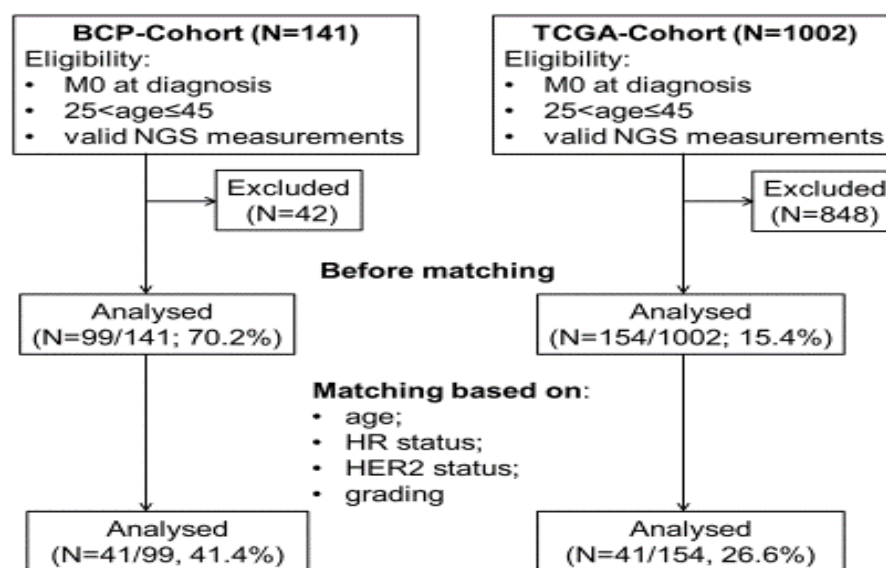 BCP-Cohort (N=141)
Eligibility:
• M0 at diagnosis
• 25<age≤45
• valid NGS measurements
TCGA-Cohort (N=1002)
Eligibility:
• M0 at diagnosis
• 25<age≤45
• valid NGS measurements
Excluded
(N=42)
Excluded
(N=848)
Before matching
Analysed
(N=99/141; 70.2%)
Analysed
(N=154/1002; 15.4%)
Matching based on:
• age;
• HR status;
• HER2 status;
• grading
Analysed
(N=41/99, 41.4%)
Analysed
(N=41/154, 26.6%)